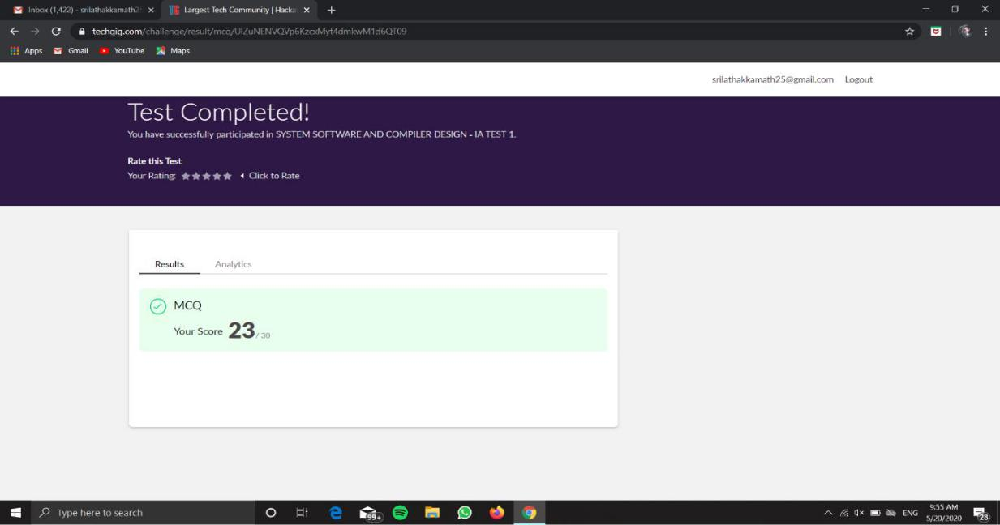 Inbox (1,422) - srilathakkamath2
Largest Tech Community | Hacka
techgig.com/challenge/result/mcq/UlZuNENVQVp6KzcxMyt4dmkwM1d6QT09
Apps Gmail YouTube Maps
srilathakkamath25@gmail.com Logout
Test Completed!
You have successfully participated in SYSTEM SOFTWARE AND COMPILER DESIGN - IA TEST 1.
Rate this Test
Your Rating: Click to Rate
Results Analytics
MCQ
Your Score 23 / 30
Type here to search
99+
ENG
9:55 AM
5/20/2020
28